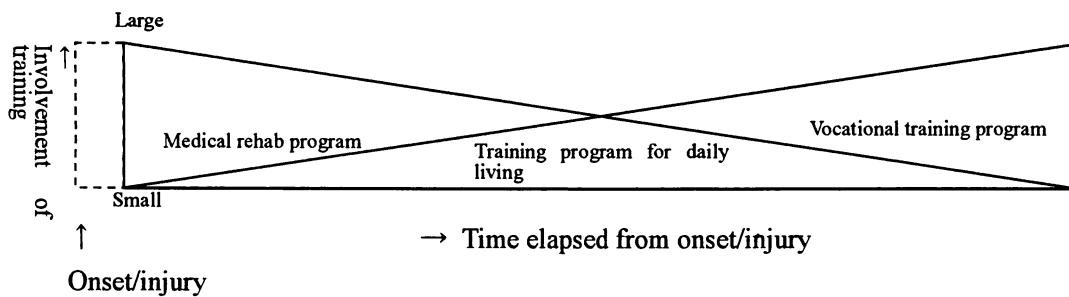 Large
Involvement of
training
↑
Medical rehab program
Training program for daily
living
Vocational training program
Small
↑
→ Time elapsed from onset/injury
Onset/injury